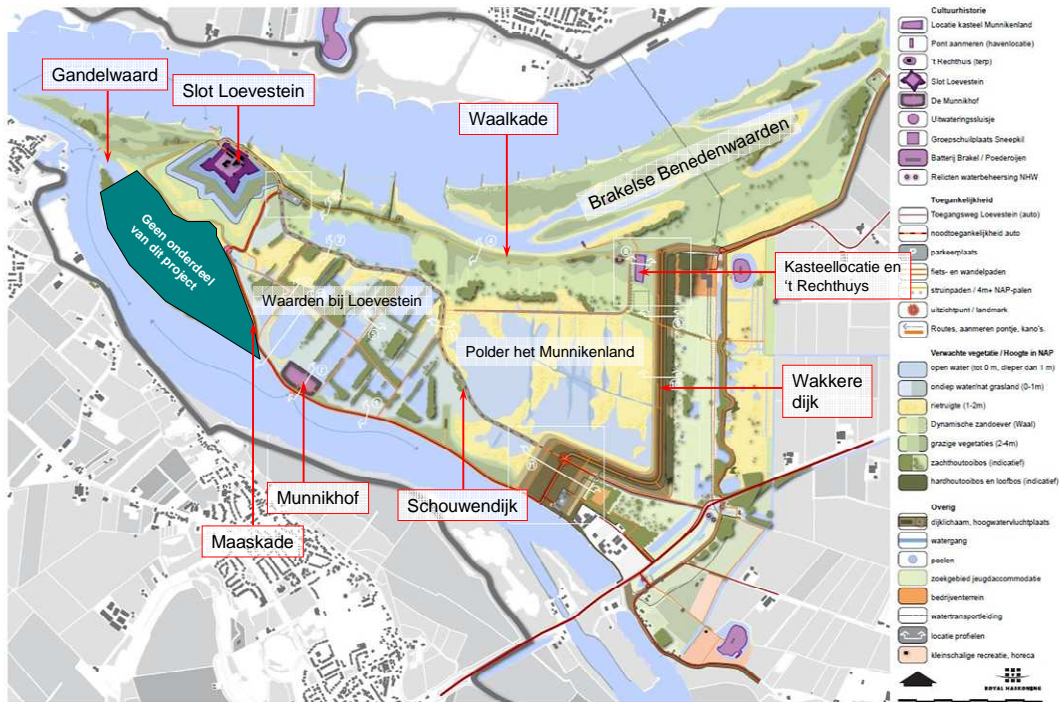 Gandelwaard
Slot Loevestein
Waalkade
Brakelse Benedenwaarden
Geen onderdeel
van dit project
Waarden bij Loevestein
Kasteellocatie en
‘t Rechthuys
Polder het Munnikenland
Wakkere
dijk
Munnikhof
Schouwendijk
Maaskade
Cultuurhistorie
Locatie kasteel Munnikenland
Pont aanmeren (havenlocatie)
't Rechthuis (terp)
Slot Loevestein
De Munnikhof
Uitwateringssluisje
Groepschuilplaats Sneepkil
Batterij Brakel / Poederoijen
Relicten waterbeheersing NHW
Toegankelijkheid
Toegangsweg Loevestein (auto)
noodtoegankelijkheid auto
parkeerplaats
fiets- en wandelpaden
struinpaden / 4m+ NAP-palen
uitzichtpunt / landmark
Routes, aanmeren pontje, kano's.
Verwachte vegetatie / Hoogte in NAP
open water (tot 0 m, dieper dan 1 m)
ondiep water/nat grasland (0-1m)
rietruigte (1-2m)
Dynamische zandoever (Waal)
grazige vegetaties (2-4m)
zachthoutooibos (indicatief)
hardhoutooibos en loofbos (indicatief)
Overig
dijklichaam, hoogwatervluchtplaats
watergang
poelen
zoekgebied jeugdaccommodatie
bedrijventerrein
watertransportleiding
locatie profielen
kleinschalige recreatie, horeca
ROYAL HASKONING